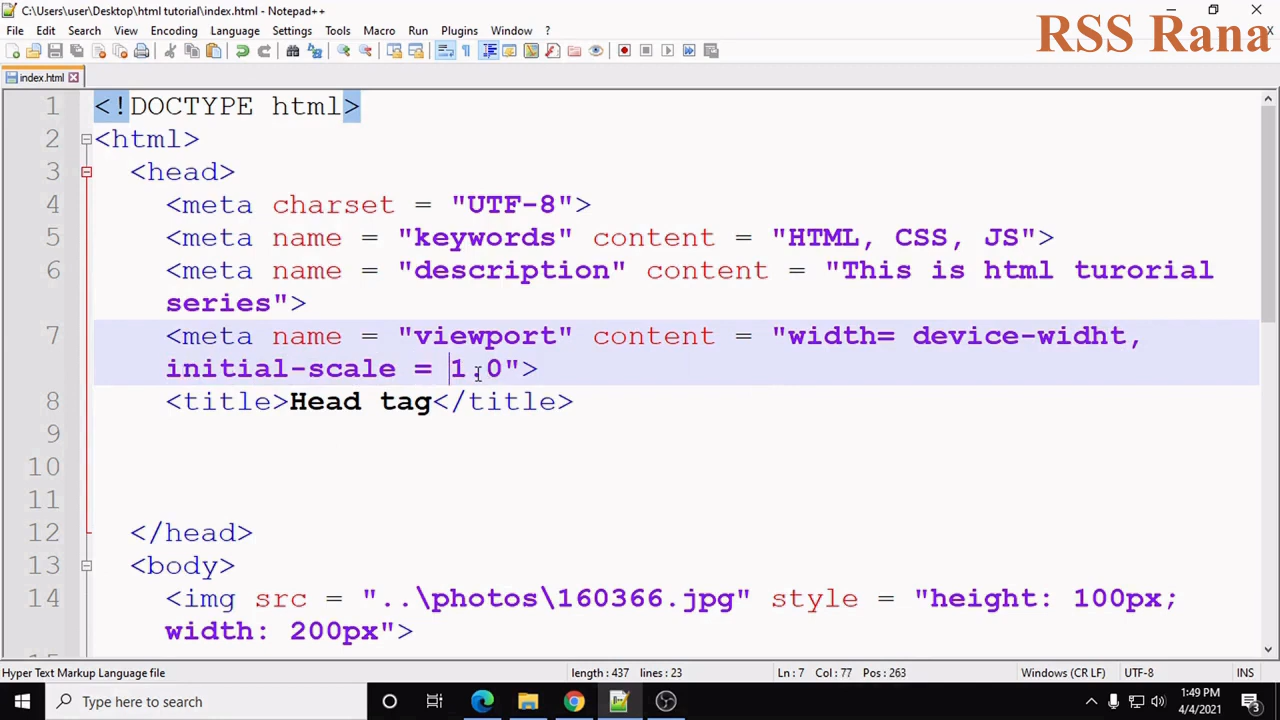 C:\Users\user\Desktop\html tutorial\index.html - Notepad++
File Edit Search View Encoding Language Settings Tools Macro Run Plugins Window ?
RSS Rana
index.html
1 <!DOCTYPE html>
2 <html>
3 <head>
4 <meta charset = "UTF-8">
5 <meta name = "keywords" content = "HTML, CSS, JS">
6 <meta name = "description" content = "This is html turorial
series">
7 <meta name = "viewport" content = "width= device-widht,
initial-scale = 1.0">
8 <title>Head tag</title>
9
10
11
12 </head>
13 <body>
14 <img src = "..\photos\160366.jpg" style = "height: 100px;
width: 200px">
Hyper Text Markup Language file length : 437 lines : 23 Ln : 7 Col : 77 Pos : 263 Windows (CR LF) UTF-8 INS
Type here to search
1:49 PM
4/4/2021
3